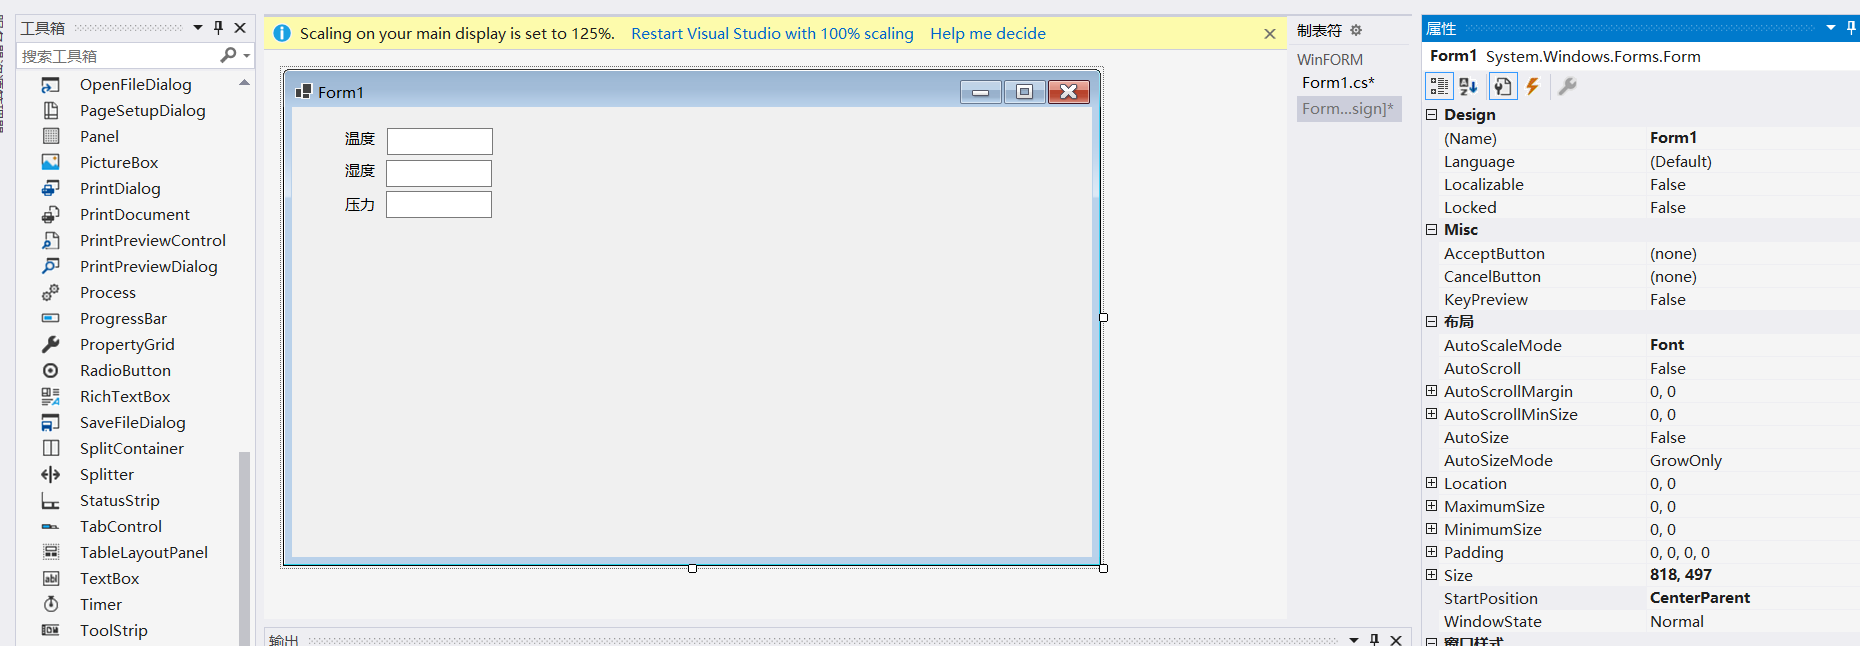 工具箱
搜索工具箱
OpenFileDialog
PageSetupDialog
Panel
PictureBox
PrintDialog
PrintDocument
PrintPreviewControl
PrintPreviewDialog
Process
ProgressBar
PropertyGrid
RadioButton
RichTextBox
SaveFileDialog
SplitContainer
Splitter
StatusStrip
TabControl
TableLayoutPanel
TextBox
Timer
ToolStrip
Scaling on your main display is set to 125%. Restart Visual Studio with 100% scaling Help me decide
Form1
温度
湿度
压力
输出
制表符
WinFORM
Form1.cs*
Form...sign]*
属性
Form1 System.Windows.Forms.Form
Design
(Name) Form1
Language (Default)
Localizable False
Locked False
Misc
AcceptButton (none)
CancelButton (none)
KeyPreview False
布局
AutoScaleMode Font
AutoScroll False
AutoScrollMargin 0, 0
AutoScrollMinSize 0, 0
AutoSize False
AutoSizeMode GrowOnly
Location 0, 0
MaximumSize 0, 0
MinimumSize 0, 0
Padding 0, 0, 0, 0
Size 818, 497
StartPosition CenterParent
WindowState Normal
窗口样式